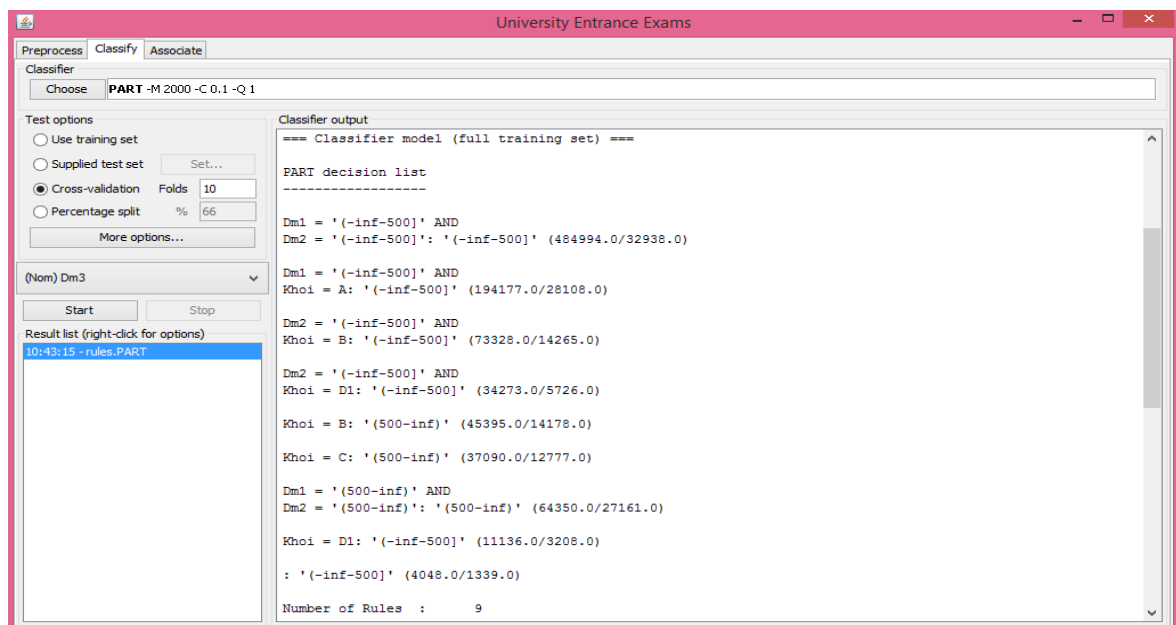 University Entrance Exams
Preprocess Classify Associate
Classifier
Choose PART -M 2000 -C 0.1 -Q 1
Test options
Use training set
Supplied test set Set...
Cross-validation Folds 10
Percentage split % 66
More options...
(Nom) Dm3
Start Stop
Result list (right-click for options)
10:43:15 - rules.PART
Classifier output
=== Classifier model (full training set) ===
PART decision list
------------------
Dm1 = '(-inf-500]' AND
Dm2 = '(-inf-500]': '(-inf-500]' (484994.0/32938.0)
Dm1 = '(-inf-500]' AND
Khoi = A: '(-inf-500]' (194177.0/28108.0)
Dm2 = '(-inf-500]' AND
Khoi = B: '(-inf-500]' (73328.0/14265.0)
Dm2 = '(-inf-500]' AND
Khoi = D1: '(-inf-500]' (34273.0/5726.0)
Khoi = B: '(500-inf)' (45395.0/14178.0)
Khoi = C: '(500-inf)' (37090.0/12777.0)
Dm1 = '(500-inf)' AND
Dm2 = '(500-inf)': '(500-inf)' (64350.0/27161.0)
Khoi = D1: '(-inf-500]' (11136.0/3208.0)
: '(-inf-500]' (4048.0/1339.0)
Number of Rules : 9